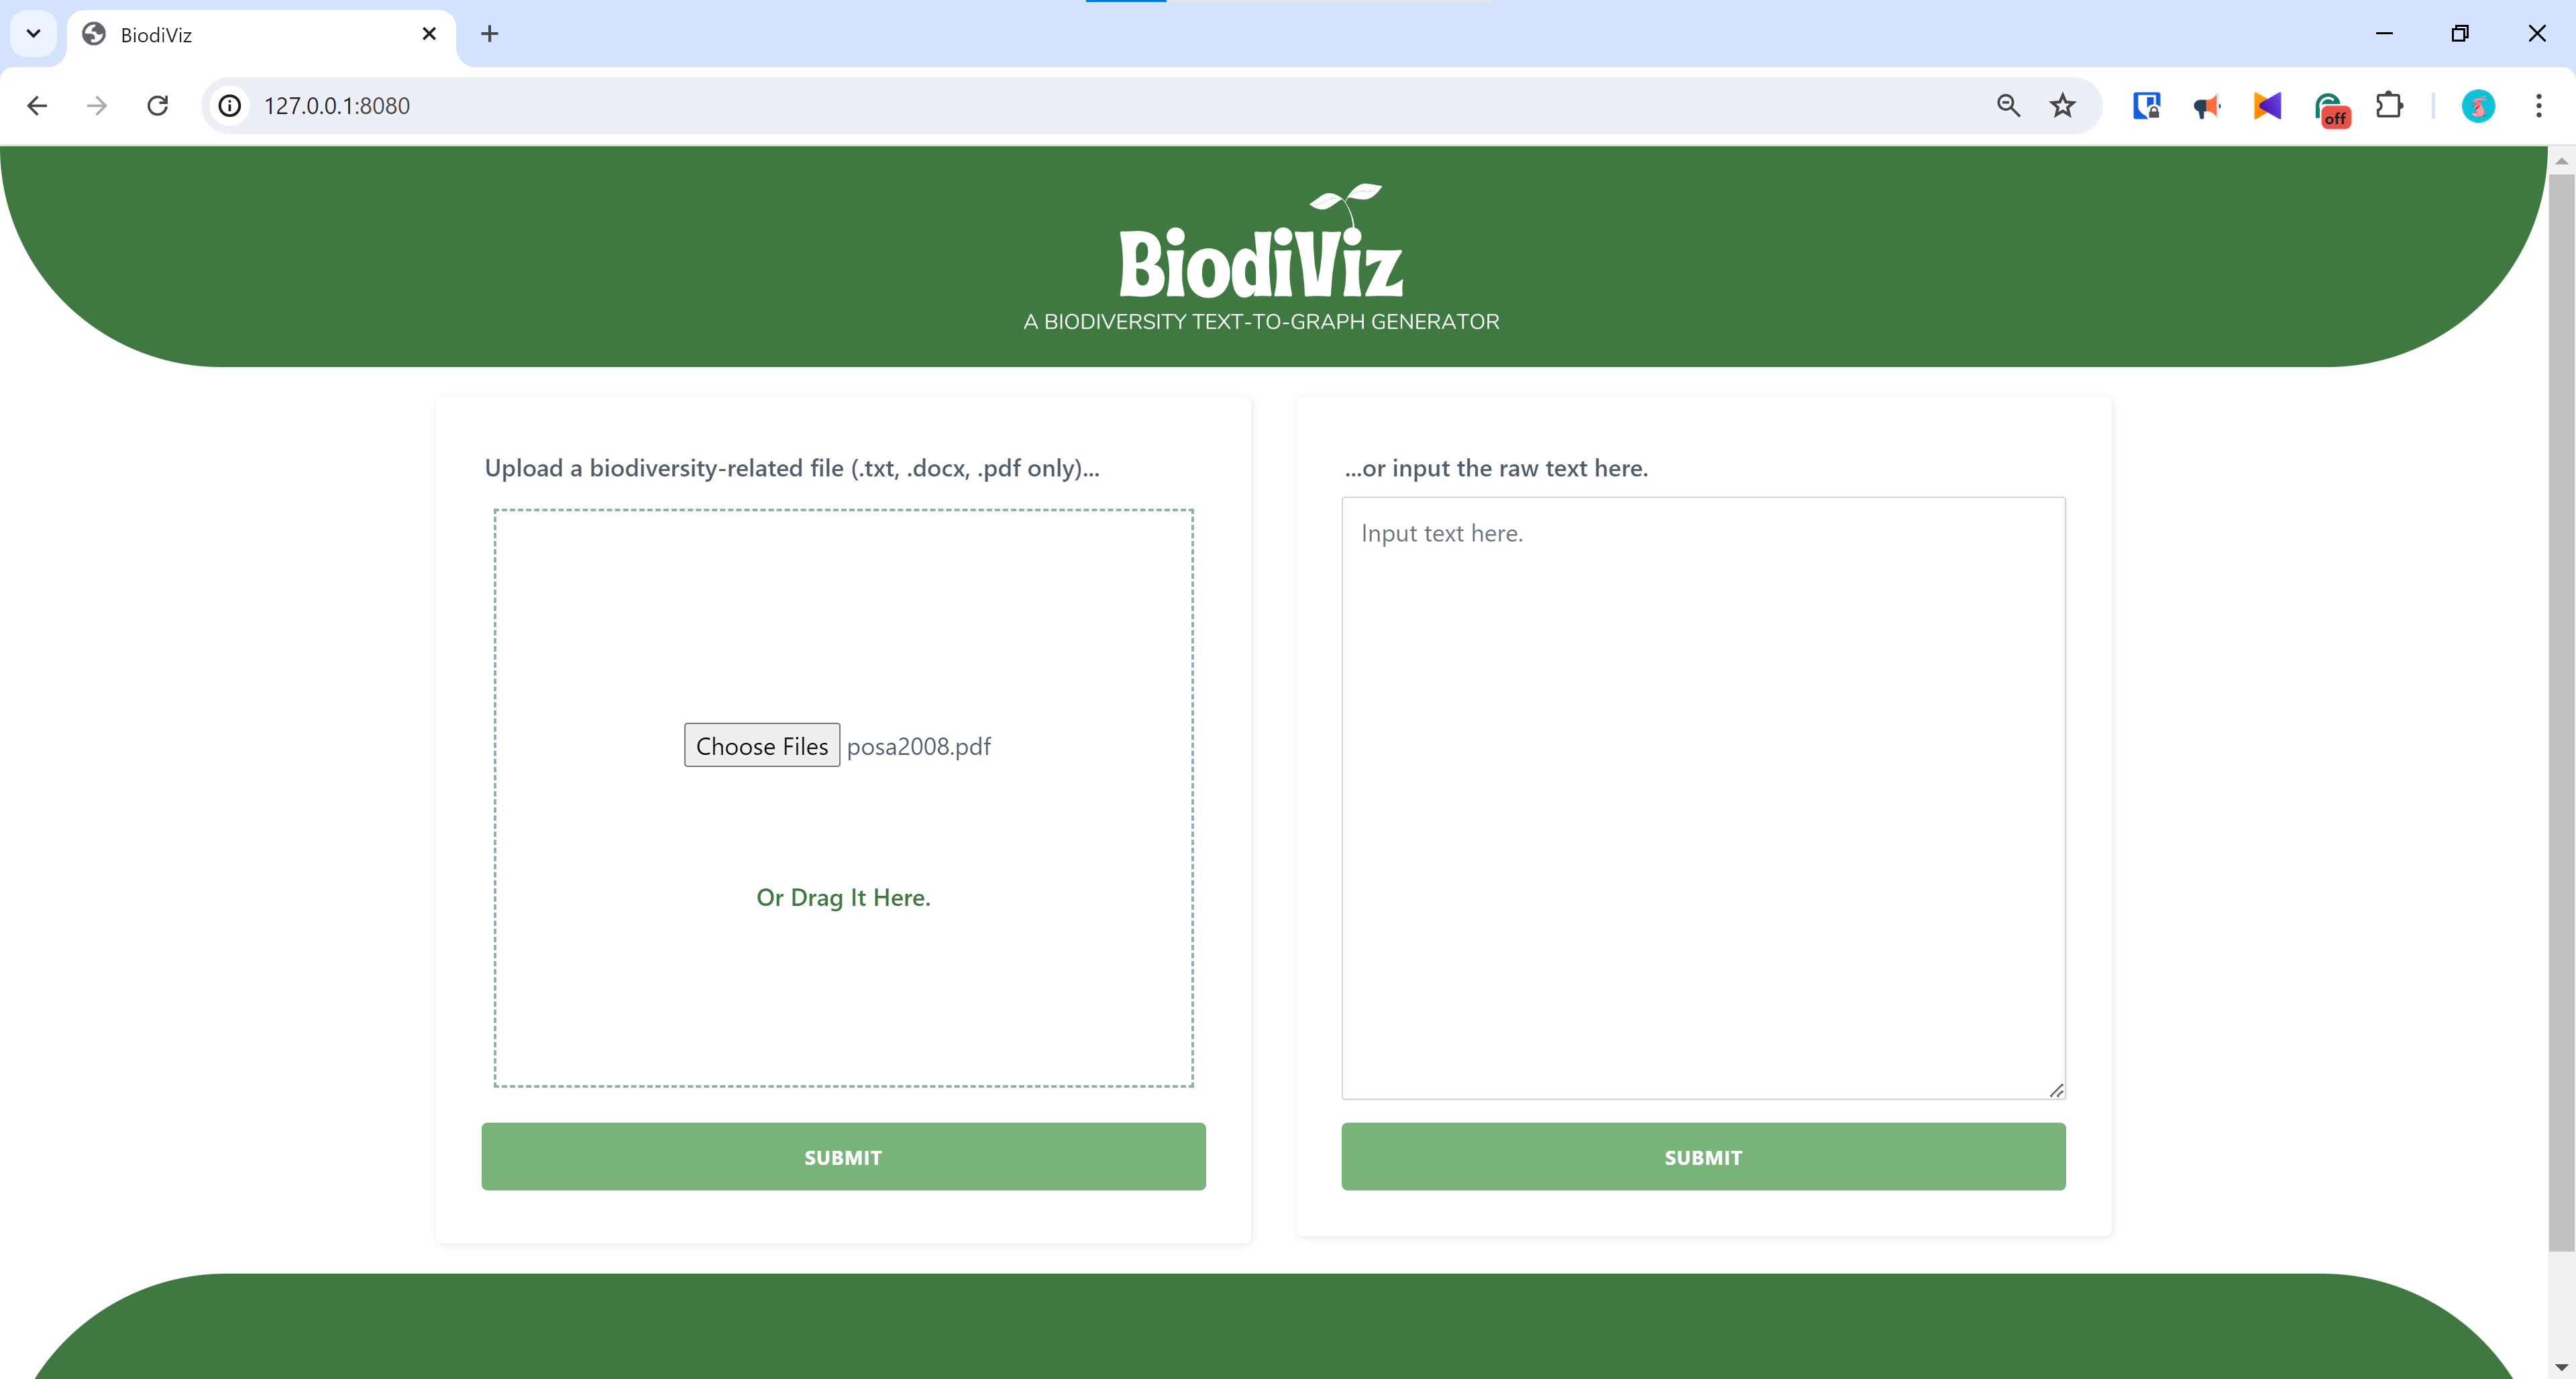 BiodiViz
127.0.0.1:8080
off
BiodiViz
A BIODIVERSITY TEXT-TO-GRAPH GENERATOR
Upload a biodiversity-related file (.txt, .docx, .pdf only)...
Choose Files posa2008.pdf
Or Drag It Here.
SUBMIT
...or input the raw text here.
Input text here.
SUBMIT